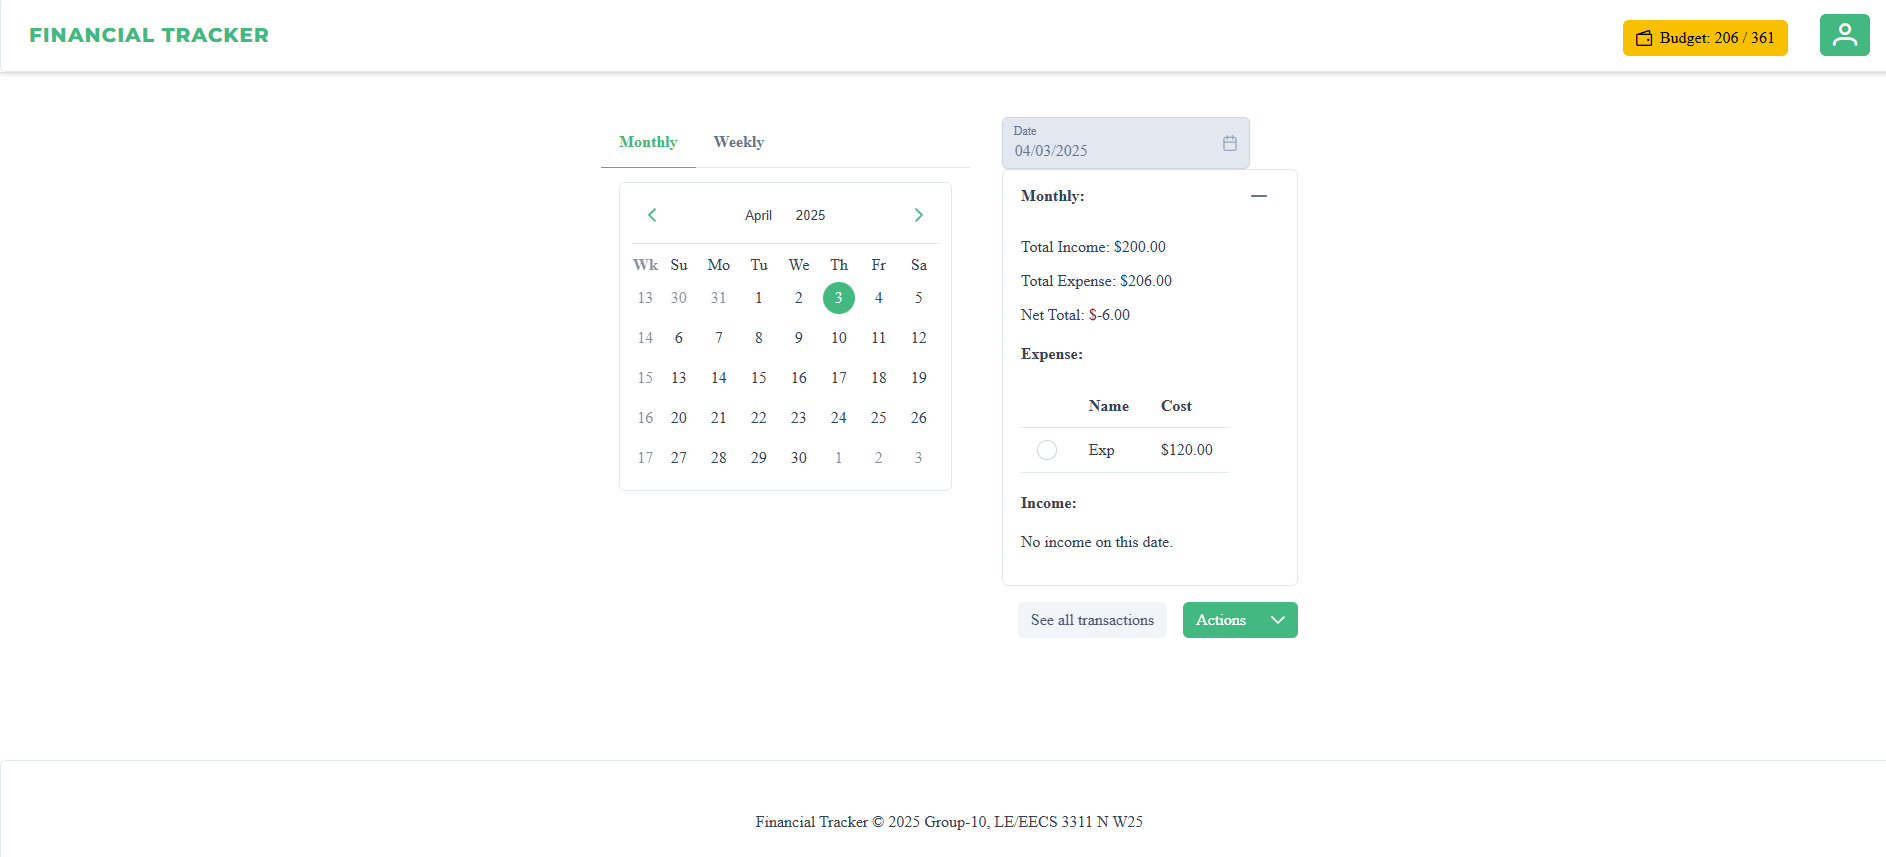 FINANCIAL TRACKER
Budget: 206 / 361
Monthly Weekly
April 2025
Wk Su Mo Tu We Th Fr Sa
13 30 31 1 2 3 4 5
14 6 7 8 9 10 11 12
15 13 14 15 16 17 18 19
16 20 21 22 23 24 25 26
17 27 28 29 30 1 2 3
Date
04/03/2025
Monthly:
Total Income: $200.00
Total Expense: $206.00
Net Total: $-6.00
Expense:
Name Cost
Exp $120.00
Income:
No income on this date.
See all transactions
Actions
Financial Tracker © 2025 Group-10, LE/EECS 3311 N W25